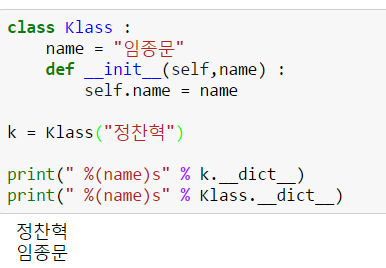 class Klass :
    name = "임종문"
    def __init__(self,name) :
        self.name = name
k = Klass("정찬혁")
print(" %(name)s" % k.__dict__)
print(" %(name)s" % Klass.__dict__)
 정찬혁
 임종문